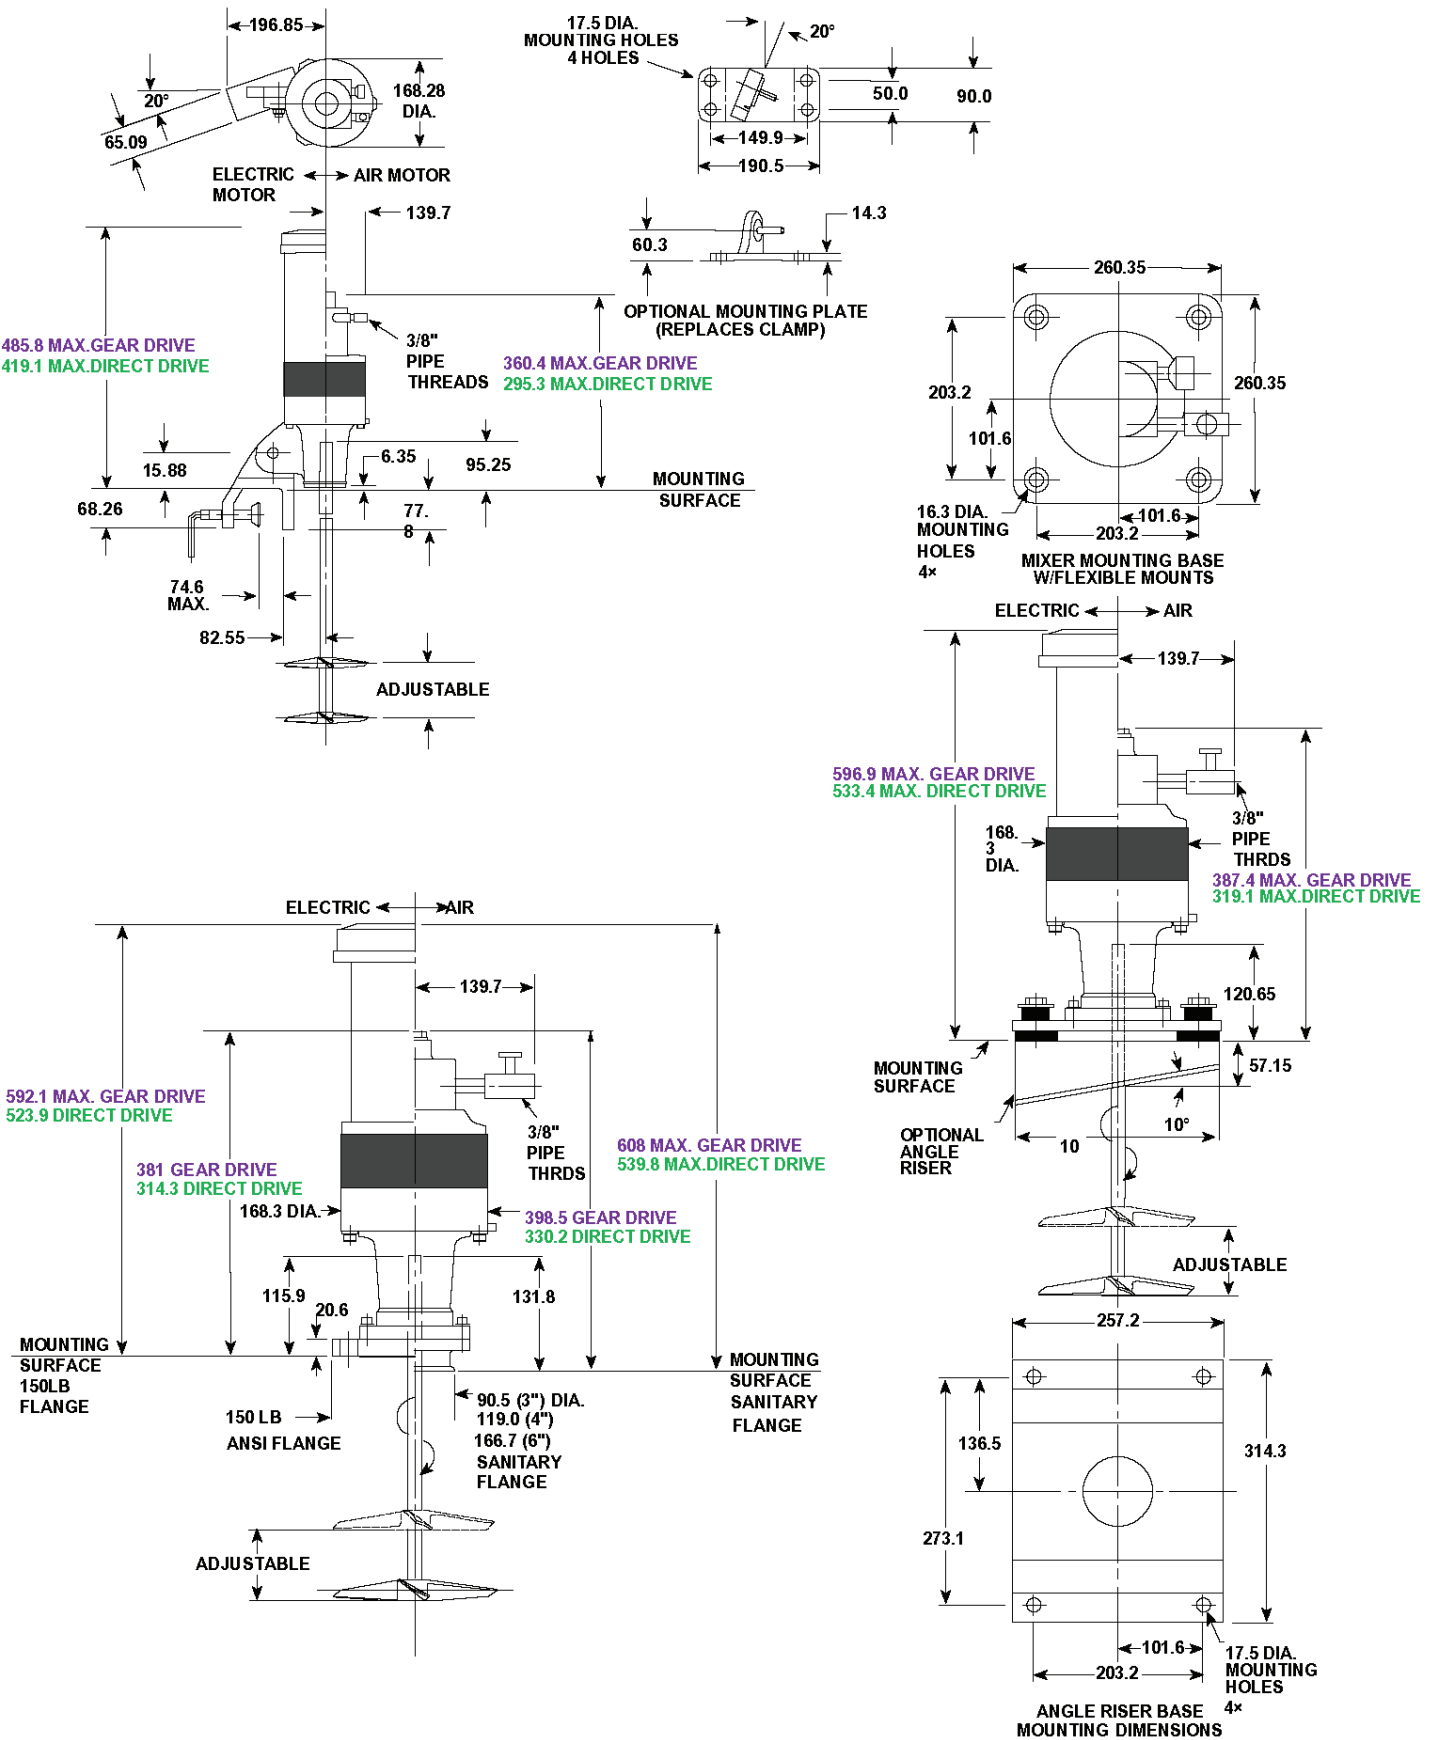 196.85
20°
65.09
168.28
DIA.
ELECTRIC
MOTOR
AIR MOTOR
139.7
485.8 MAX.GEAR DRIVE
419.1 MAX.DIRECT DRIVE
3/8"
PIPE
THREADS
360.4 MAX.GEAR DRIVE
295.3 MAX.DIRECT DRIVE
15.88
68.26
6.35
95.25
77.
8
MOUNTING
SURFACE
74.6
MAX.
82.55
ADJUSTABLE
17.5 DIA.
MOUNTING HOLES
4 HOLES
20°
50.0
90.0
149.9
190.5
60.3
14.3
OPTIONAL MOUNTING PLATE
(REPLACES CLAMP)
260.35
203.2
101.6
260.35
16.3 DIA.
MOUNTING
HOLES
4×
101.6
203.2
MIXER MOUNTING BASE
W/FLEXIBLE MOUNTS
ELECTRIC
AIR
139.7
596.9 MAX. GEAR DRIVE
533.4 MAX. DIRECT DRIVE
168.
3
DIA.
3/8"
PIPE
THRDS
387.4 MAX. GEAR DRIVE
319.1 MAX.DIRECT DRIVE
120.65
MOUNTING
SURFACE
57.15
10°
OPTIONAL
ANGLE
RISER
10
ADJUSTABLE
ELECTRIC
AIR
139.7
592.1 MAX. GEAR DRIVE
523.9 DIRECT DRIVE
381 GEAR DRIVE
314.3 DIRECT DRIVE
168.3 DIA.
3/8"
PIPE
THRDS
608 MAX. GEAR DRIVE
539.8 MAX.DIRECT DRIVE
398.5 GEAR DRIVE
330.2 DIRECT DRIVE
115.9
20.6
131.8
MOUNTING
SURFACE
150LB
FLANGE
150 LB
ANSI FLANGE
90.5 (3") DIA.
119.0 (4")
166.7 (6")
SANITARY
FLANGE
MOUNTING
SURFACE
SANITARY
FLANGE
ADJUSTABLE
257.2
136.5
273.1
314.3
101.6
203.2
17.5 DIA.
MOUNTING
HOLES
4×
ANGLE RISER BASE
MOUNTING DIMENSIONS